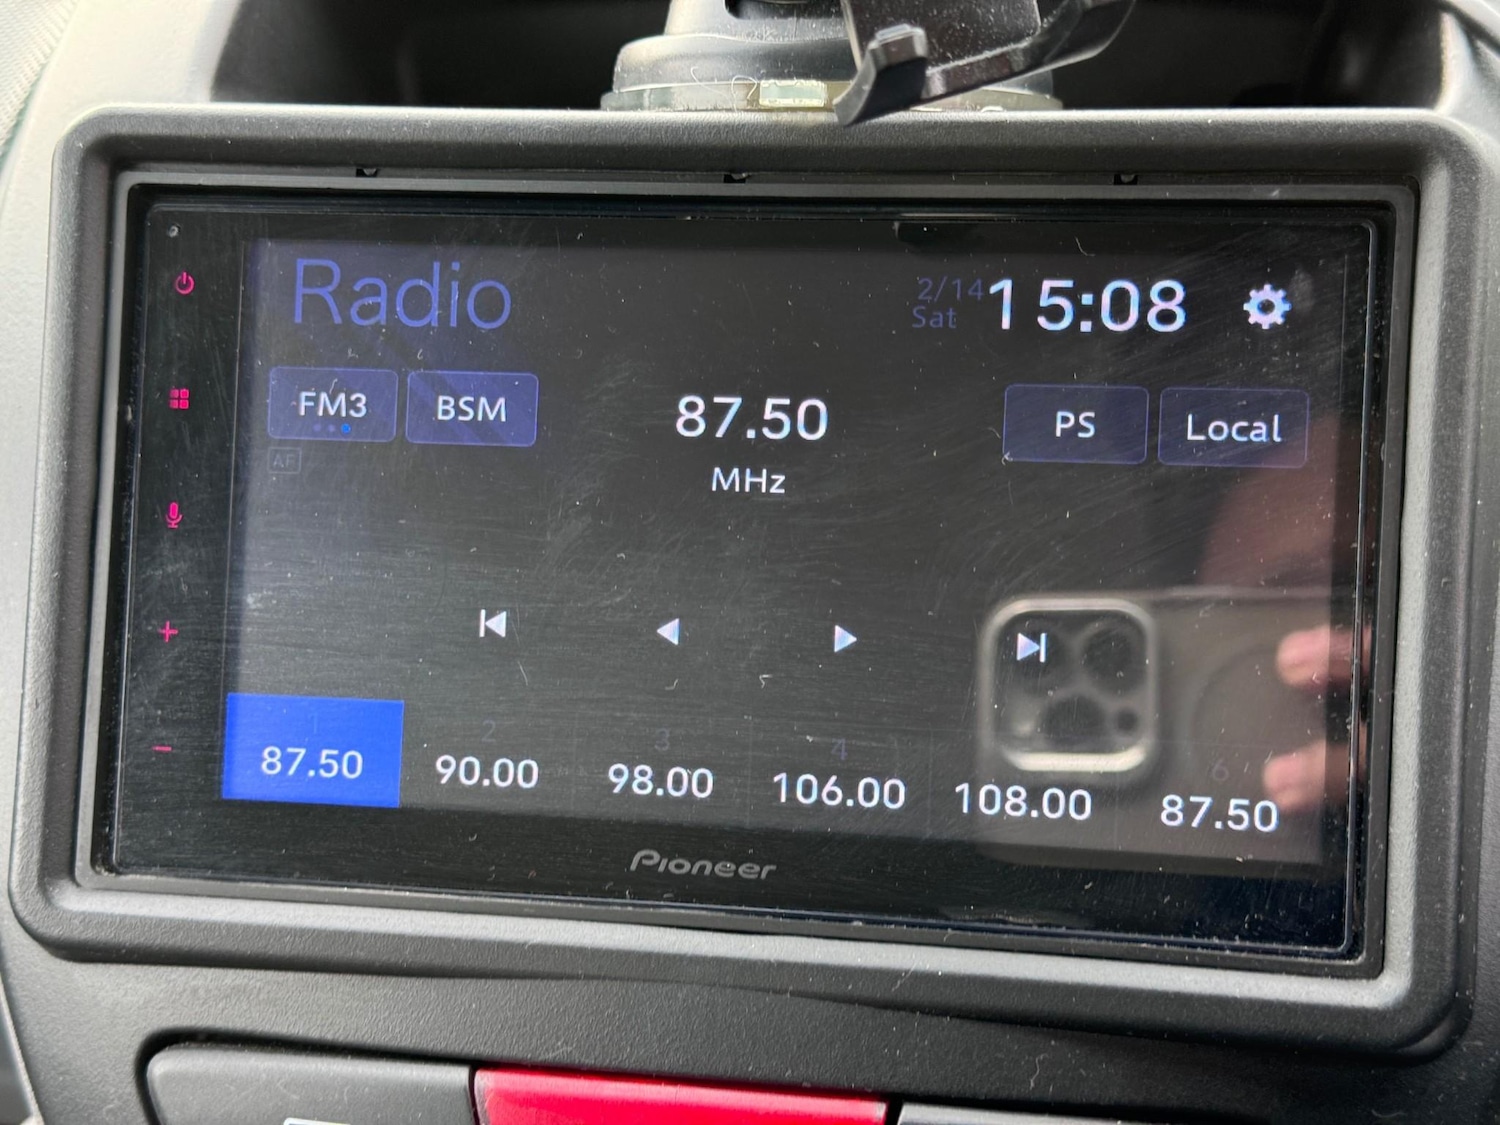 Radio
2/14
Sat
15:08
FM3
BSM
AF
87.50
MHz
PS
Local
1
87.50
2
90.00
3
98.00
4
106.00
108.00
6
87.50
Pioneer